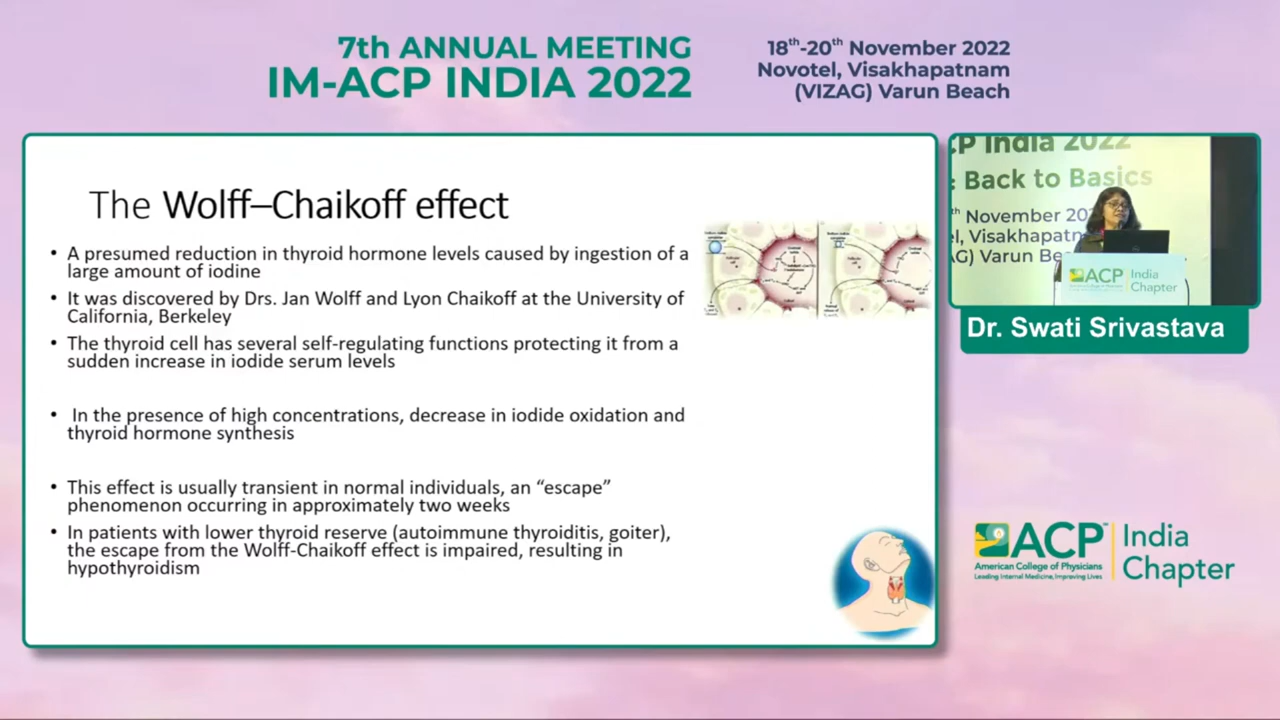 7th ANNUAL MEETING
IM-ACP INDIA 2022
18th-20th November 2022
Novotel, Visakhapatnam
(VIZAG) Varun Beach
The Wolff–Chaikoff effect
• A presumed reduction in thyroid hormone levels caused by ingestion of a
large amount of iodine
• It was discovered by Drs. Jan Wolff and Lyon Chaikoff at the University of
California, Berkeley
• The thyroid cell has several self-regulating functions protecting it from a
sudden increase in iodide serum levels
• In the presence of high concentrations, decrease in iodide oxidation and
thyroid hormone synthesis
• This effect is usually transient in normal individuals, an “escape”
phenomenon occurring in approximately two weeks
• In patients with lower thyroid reserve (autoimmune thyroiditis, goiter),
the escape from the Wolff-Chaikoff effect is impaired, resulting in
hypothyroidism
P India 2022
: Back to Basics
November
Visakhapatn
AG) Varun Be
ACP India
Chapter
Dr. Swati Srivastava
ACP™
American College of Physicians
Leading Internal Medicine, Improving Lives
India
Chapter